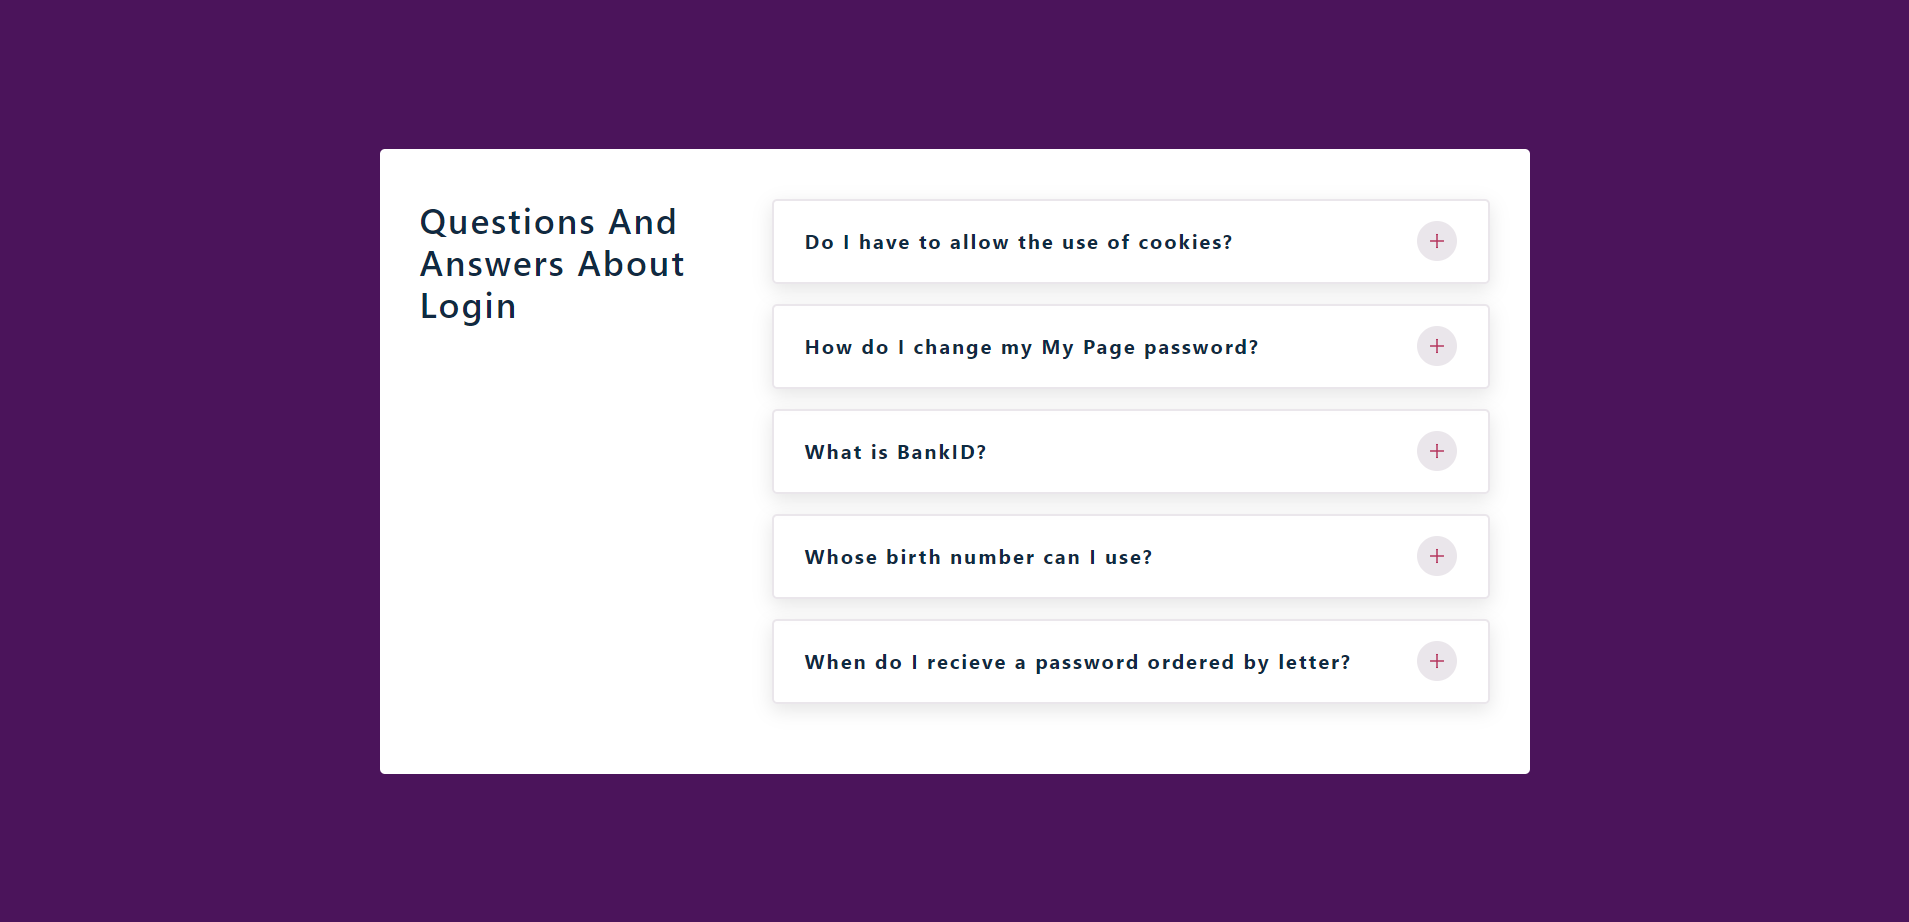 Questions And
Answers About
Login
Do I have to allow the use of cookies?
How do I change my My Page password?
What is BankID?
Whose birth number can I use?
When do I recieve a password ordered by letter?